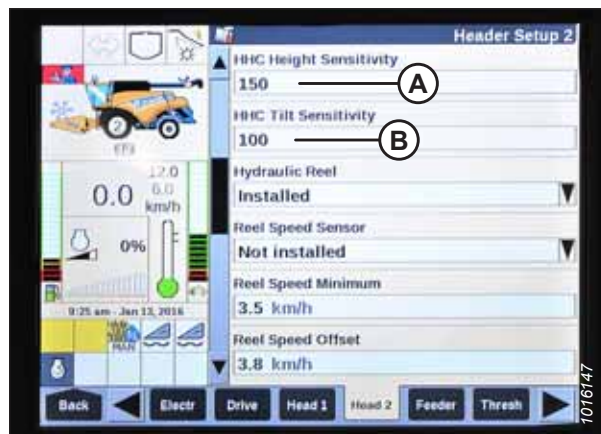 Header Setup 2
HHC Height Sensitivity
150
A
HHC Tilt Sensitivity
100
B
Hydraulic Reel
Installed
Reel Speed Sensor
Not installed
Reel Speed Minimum
3.5 km/h
Reel Speed Offset
3.8 km/h
2
12.0
6.0
0.0 km/h
0%
9:25 am - Jan 13, 2016
MAN
Back
Electr
Drive
Head 1
Head 2
Feeder
Thresh
1016147